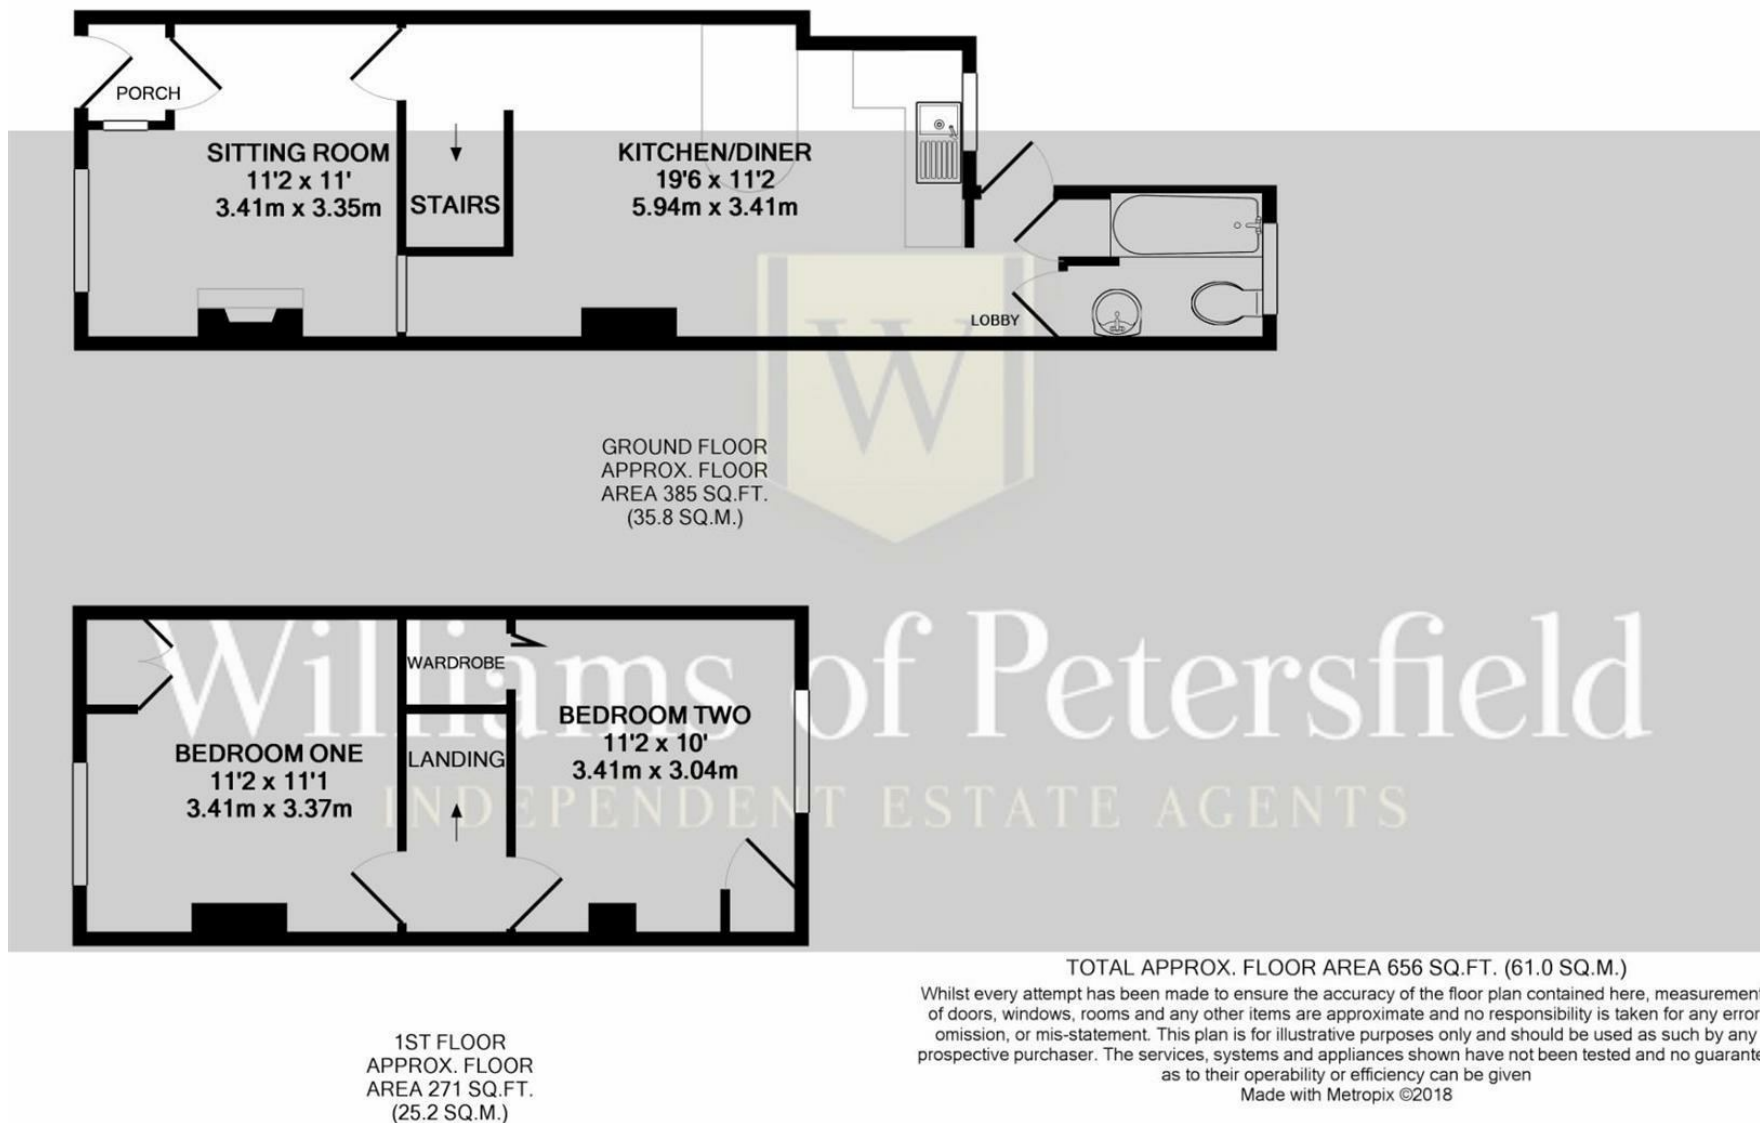 PORCH
SITTING ROOM
11'2 x 11'
3.41m x 3.35m
STAIRS
KITCHEN/DINER
19'6 x 11'2
5.94m x 3.41m
LOBBY
W
GROUND FLOOR
APPROX. FLOOR
AREA 385 SQ.FT.
(35.8 SQ.M.)
Williams of Petersfield
INDEPENDENT ESTATE AGENTS
WARDROBE
BEDROOM ONE
11'2 x 11'1
3.41m x 3.37m
LANDING
BEDROOM TWO
11'2 x 10'
3.41m x 3.04m
1ST FLOOR
APPROX. FLOOR
AREA 271 SQ.FT.
(25.2 SQ.M.)
TOTAL APPROX. FLOOR AREA 656 SQ.FT. (61.0 SQ.M.)
Whilst every attempt has been made to ensure the accuracy of the floor plan contained here, measurement
of doors, windows, rooms and any other items are approximate and no responsibility is taken for any error
omission, or mis-statement. This plan is for illustrative purposes only and should be used as such by any
prospective purchaser. The services, systems and appliances shown have not been tested and no guarante
as to their operability or efficiency can be given
Made with Metropix ©2018